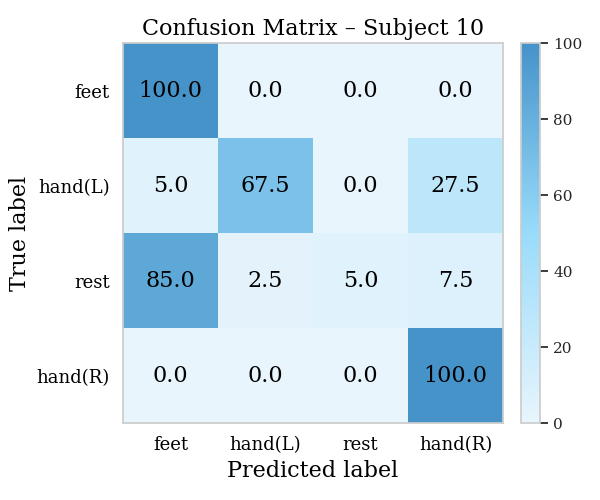 Confusion Matrix – Subject 10
True label
feet 100.0 0.0 0.0 0.0
hand(L) 5.0 67.5 0.0 27.5
rest 85.0 2.5 5.0 7.5
hand(R) 0.0 0.0 0.0 100.0
feet hand(L) rest hand(R)
Predicted label
100
80
60
40
20
0